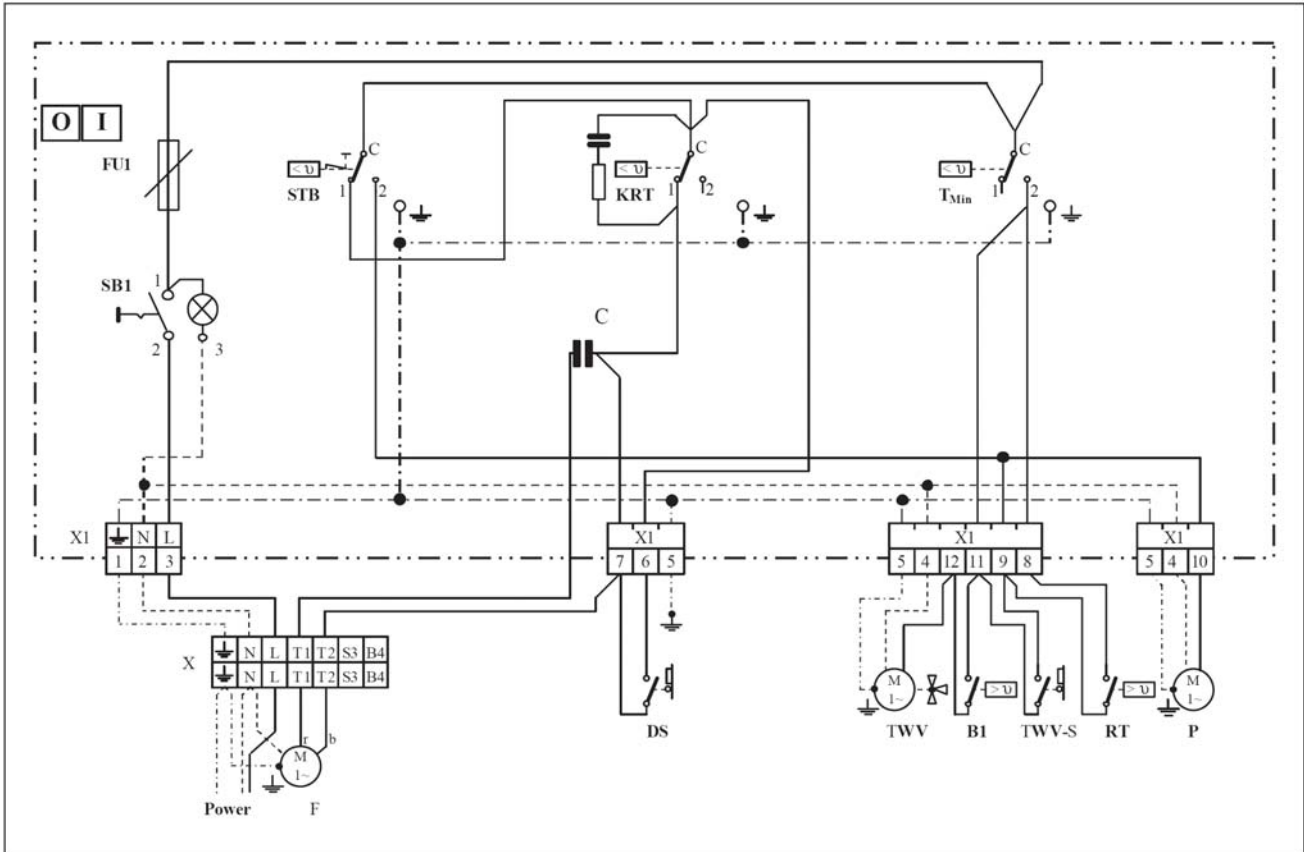 O I
FU1
C
< υ
STB
1 2
C
< υ
KRT
1 2
C
< υ
TMin
1 2
SB1
1
2 3
C
X1
N L
1 2 3
X1
7 6 5
X1
5 4 12 11 9 8
X1
5 4 10
X
N L T1 T2 S3 B4
N L T1 T2 S3 B4
r b
M
1~
Power F
DS
M
1~
TWV
> υ
B1
TWV-S
> υ
RT
M
1~
P